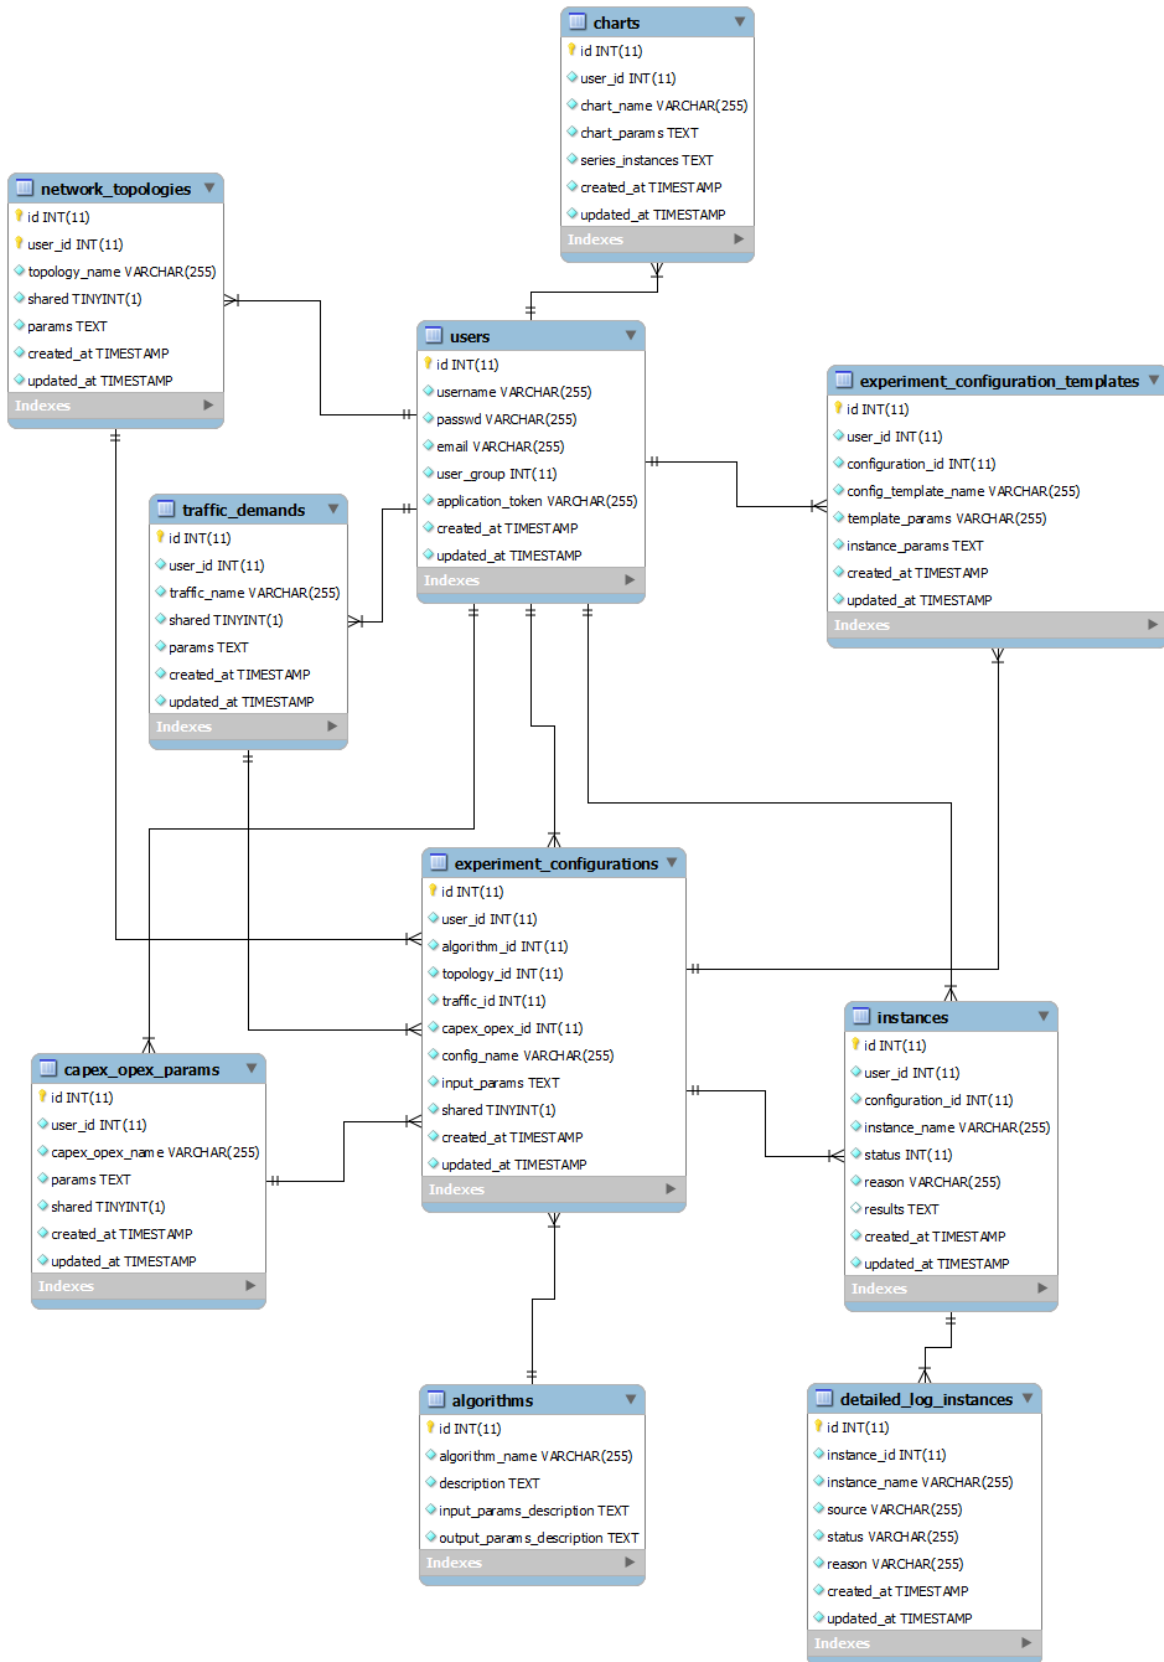 charts
id INT(11)
user_id INT(11)
chart_name VARCHAR(255)
chart_params TEXT
series_instances TEXT
created_at TIMESTAMP
updated_at TIMESTAMP
Indexes
network_topologies
id INT(11)
user_id INT(11)
topology_name VARCHAR(255)
shared TINYINT(1)
params TEXT
created_at TIMESTAMP
updated_at TIMESTAMP
Indexes
users
id INT(11)
username VARCHAR(255)
passwd VARCHAR(255)
email VARCHAR(255)
user_group INT(11)
application_token VARCHAR(255)
created_at TIMESTAMP
updated_at TIMESTAMP
Indexes
experiment_configuration_templates
id INT(11)
user_id INT(11)
configuration_id INT(11)
config_template_name VARCHAR(255)
template_params VARCHAR(255)
instance_params TEXT
created_at TIMESTAMP
updated_at TIMESTAMP
Indexes
traffic_demands
id INT(11)
user_id INT(11)
traffic_name VARCHAR(255)
shared TINYINT(1)
params TEXT
created_at TIMESTAMP
updated_at TIMESTAMP
Indexes
experiment_configurations
id INT(11)
user_id INT(11)
algorithm_id INT(11)
topology_id INT(11)
traffic_id INT(11)
capex_opex_id INT(11)
config_name VARCHAR(255)
input_params TEXT
shared TINYINT(1)
created_at TIMESTAMP
updated_at TIMESTAMP
Indexes
instances
id INT(11)
user_id INT(11)
configuration_id INT(11)
instance_name VARCHAR(255)
status INT(11)
reason VARCHAR(255)
results TEXT
created_at TIMESTAMP
updated_at TIMESTAMP
Indexes
capex_opex_params
id INT(11)
user_id INT(11)
capex_opex_name VARCHAR(255)
params TEXT
shared TINYINT(1)
created_at TIMESTAMP
updated_at TIMESTAMP
Indexes
algorithms
id INT(11)
algorithm_name VARCHAR(255)
description TEXT
input_params_description TEXT
output_params_description TEXT
Indexes
detailed_log_instances
id INT(11)
instance_id INT(11)
instance_name VARCHAR(255)
source VARCHAR(255)
status VARCHAR(255)
reason VARCHAR(255)
created_at TIMESTAMP
updated_at TIMESTAMP
Indexes